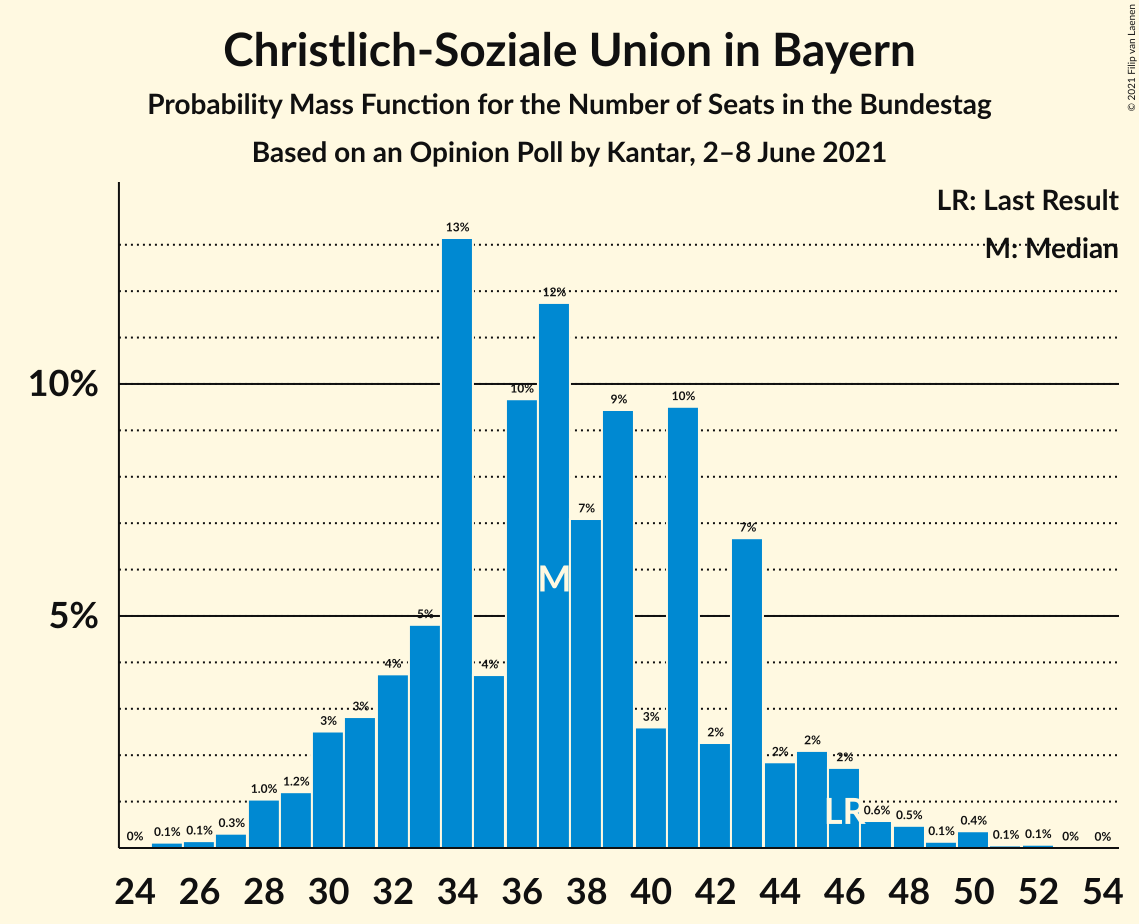 Christlich-Soziale Union in Bayern
Probability Mass Function for the Number of Seats in the Bundestag
Based on an Opinion Poll by Kantar, 2–8 June 2021
© 2021 Filip van Laenen
LR: Last Result
M: Median
10%
5%
0% 0.1% 0.1% 0.3% 1.0% 1.2% 3% 3% 4% 5% 13% 4% 10% 12% 7% 9% 3% 10% 2% 7% 2% 2% 2% 0.6% 0.5% 0.1% 0.4% 0.1% 0.1% 0% 0%
M
LR
24 26 28 30 32 34 36 38 40 42 44 46 48 50 52 54